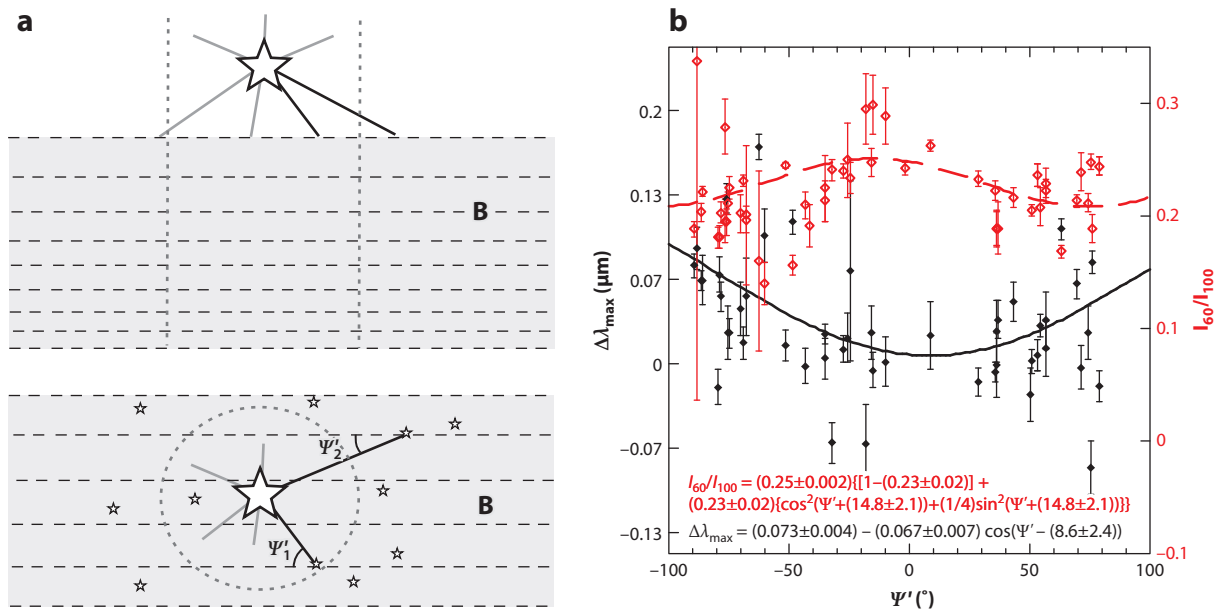 a
B
Ψ′2
B
Ψ′1
b
0.2
0.13
0.07
0
−0.07
−0.13
Δλmax (μm)
0.3
0.2
0.1
0
−0.1
I60/I100
I60/I100 = (0.25±0.002){[1−(0.23±0.02)] +
(0.23±0.02){cos²(Ψ′+(14.8±2.1))+(1/4)sin²(Ψ′+(14.8±2.1))}}
Δλmax = (0.073±0.004) − (0.067±0.007) cos(Ψ′ − (8.6±2.4))
−100 −50 0 50 100
Ψ′ (°)